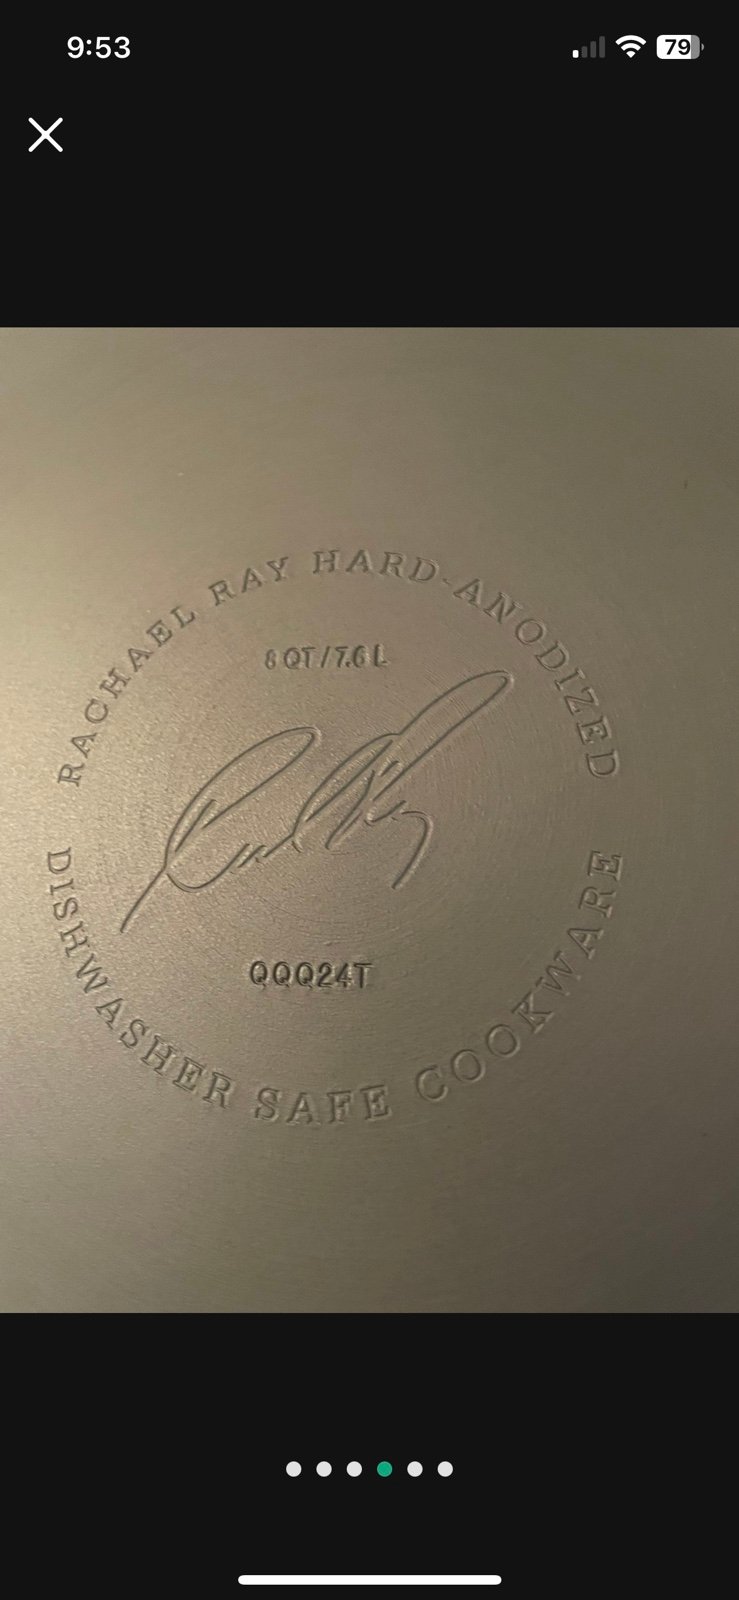 9:53
79
RACHAEL RAY HARD-ANODIZED
8 QT / 7.6 L
QQQ24T
DISHWASHER SAFE COOKWARE